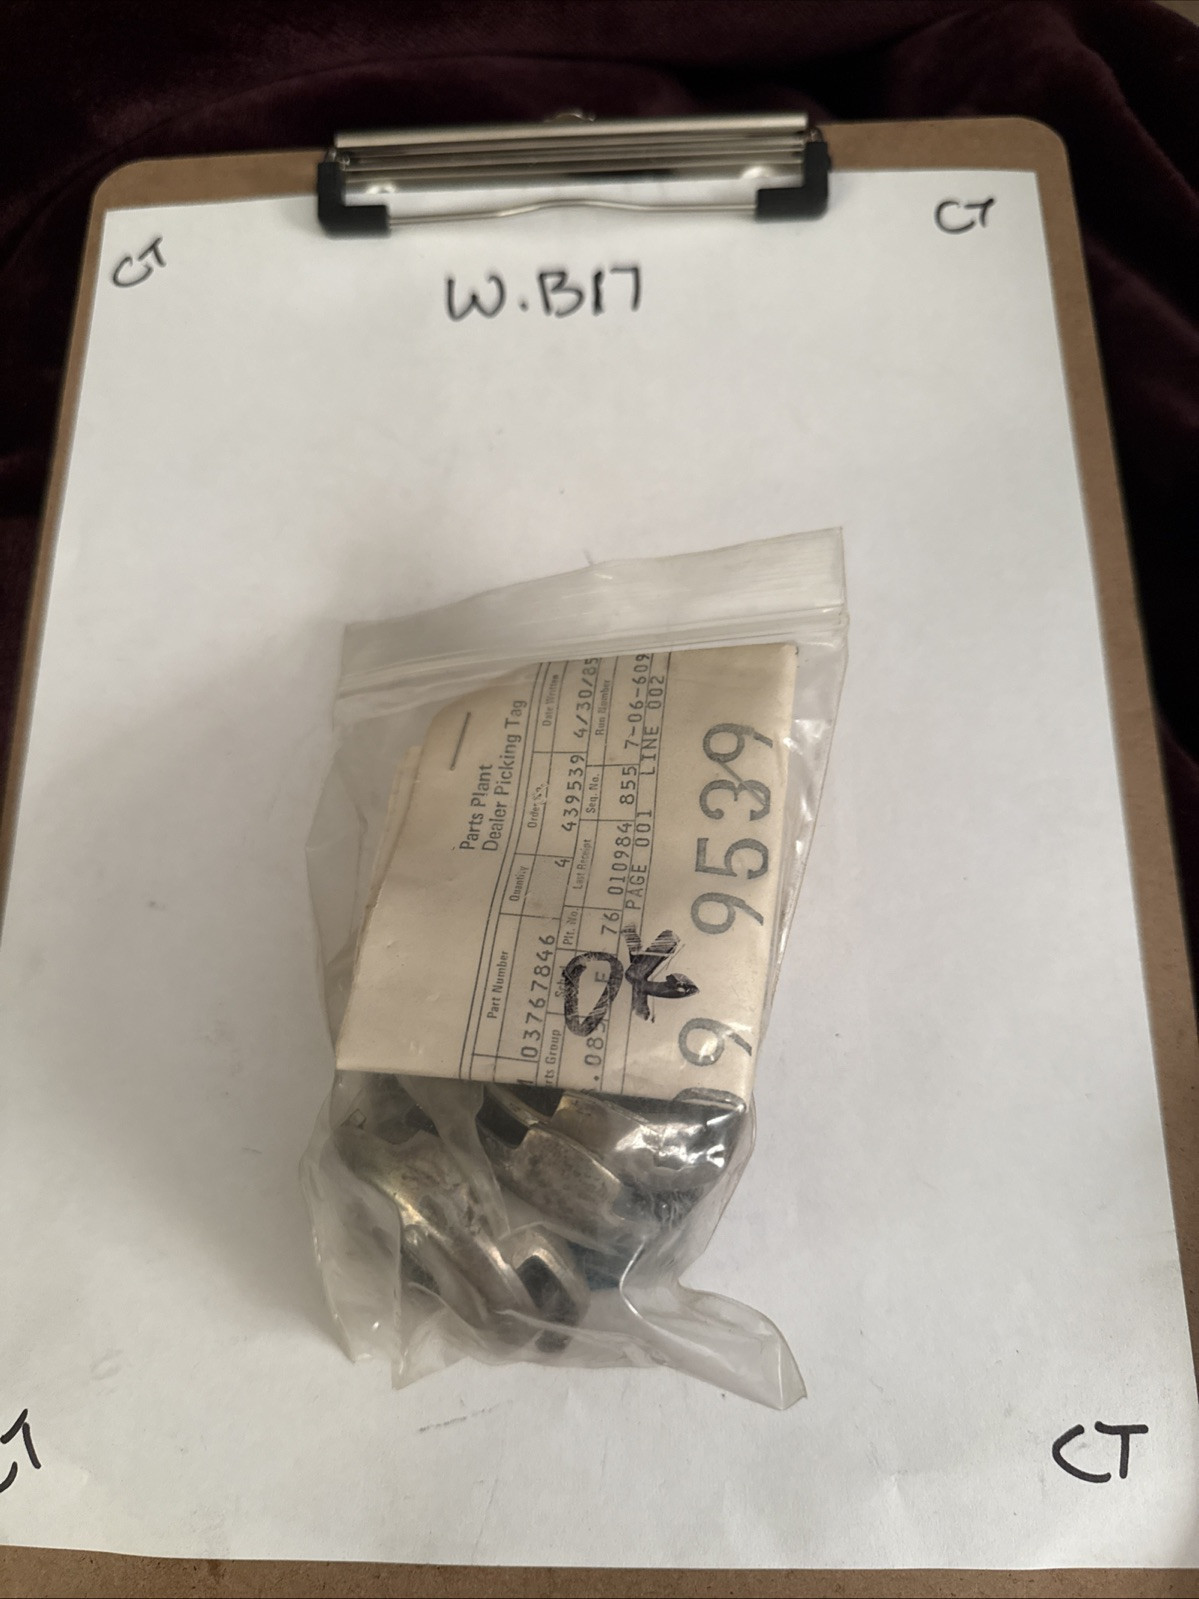 CT
CT
W.B17
Parts Plant
Dealer Picking Tag
Part Number Quantity Date Written
03767846 4 439539 4/30/85
Plt. No. Last Receipt Seq. No. Run Number
76 010984 855 7-06-609
PAGE 001 LINE 002
OK
9 9539
CT
CT